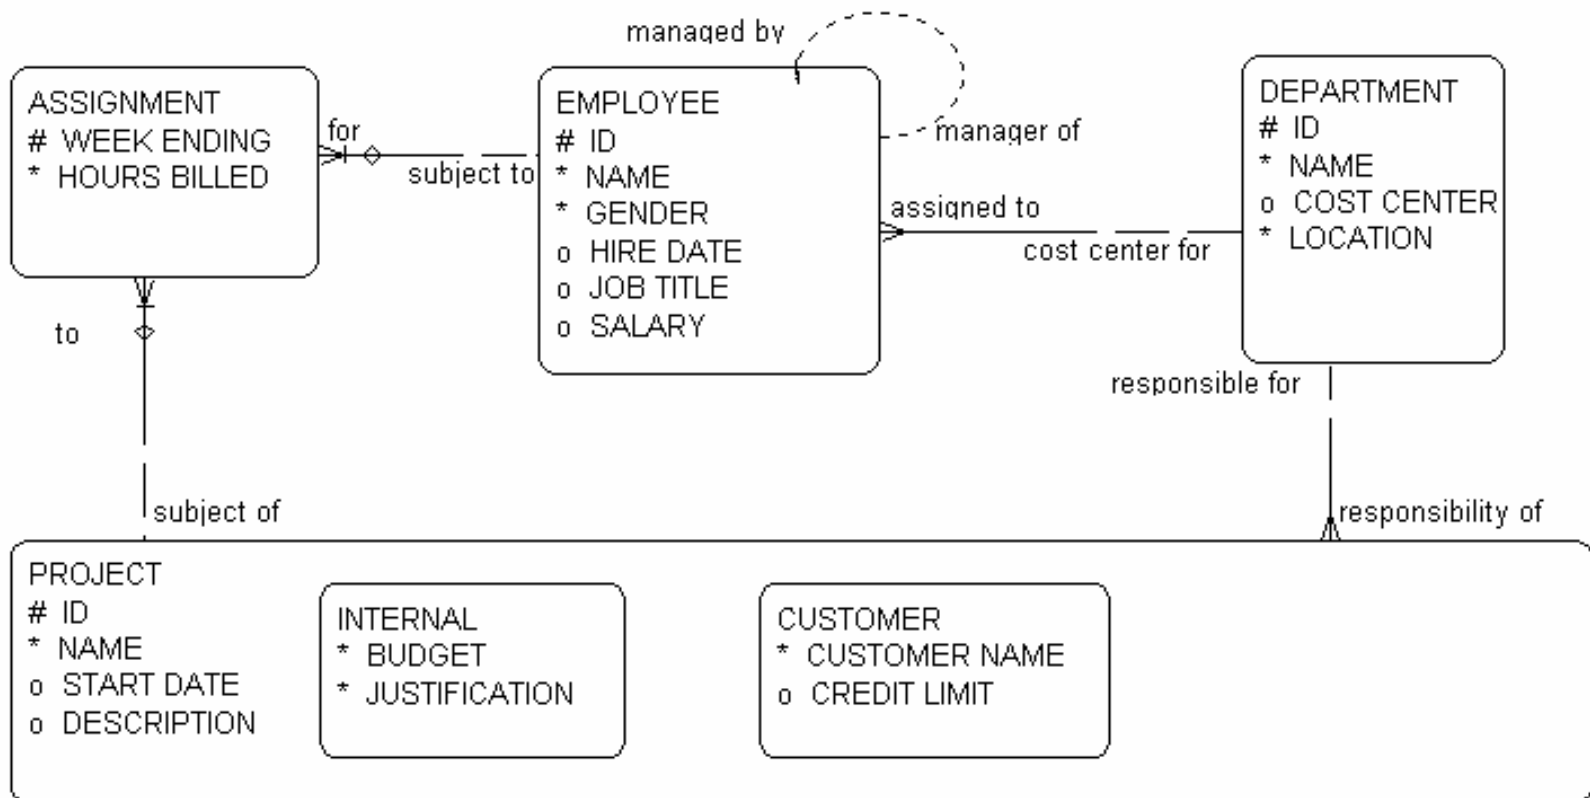 managed by
ASSIGNMENT
# WEEK ENDING
* HOURS BILLED
for
subject to
EMPLOYEE
# ID
* NAME
* GENDER
o HIRE DATE
o JOB TITLE
o SALARY
manager of
assigned to
cost center for
DEPARTMENT
# ID
* NAME
o COST CENTER
* LOCATION
to
responsible for
subject of
responsibility of
PROJECT
# ID
* NAME
o START DATE
o DESCRIPTION
INTERNAL
* BUDGET
* JUSTIFICATION
CUSTOMER
* CUSTOMER NAME
o CREDIT LIMIT